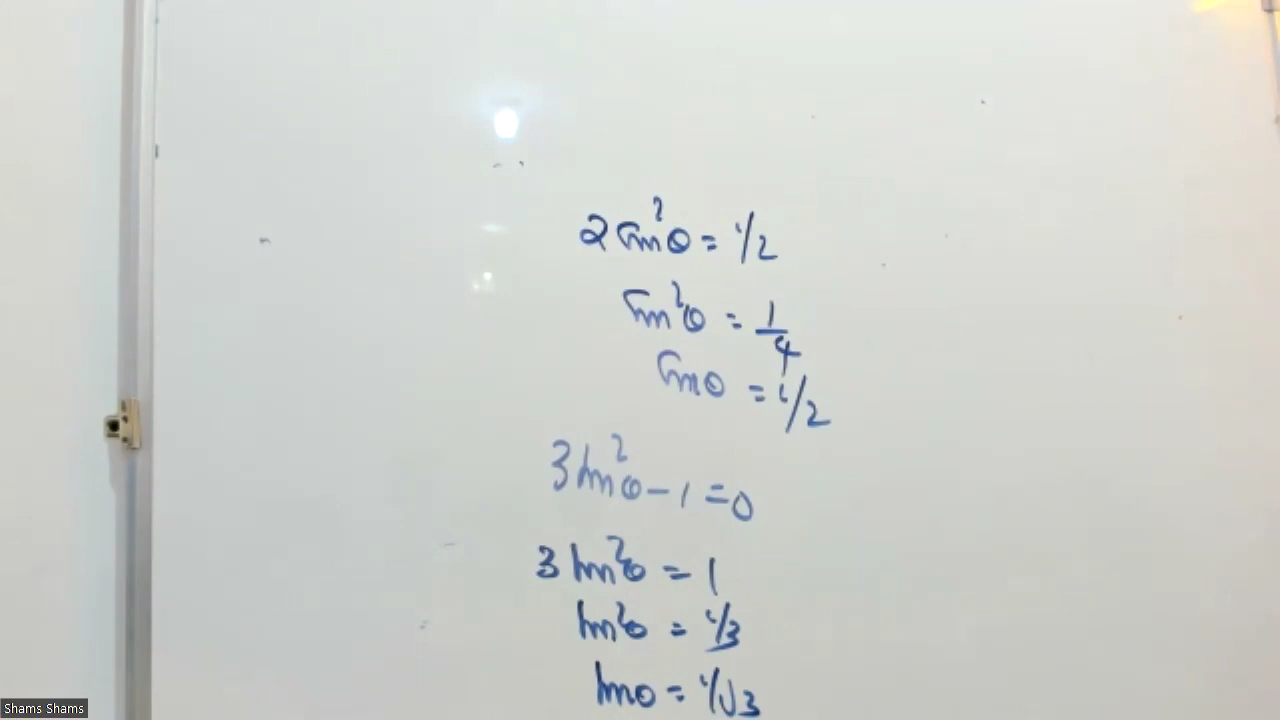 2 sin²θ = 1/2
sin²θ = 1/4
sinθ = 1/2
3 tan²θ - 1 = 0
3 tan²θ = 1
tan²θ = 1/3
tanθ = 1/√3
Shams Shams